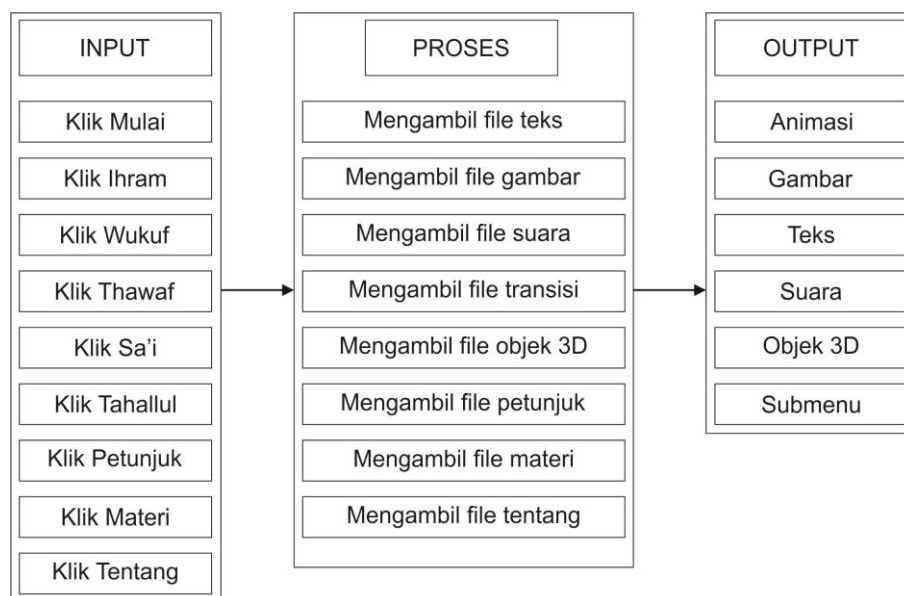 INPUT
Klik Mulai
Klik Ihram
Klik Wukuf
Klik Thawaf
Klik Sa’i
Klik Tahallul
Klik Petunjuk
Klik Materi
Klik Tentang
PROSES
Mengambil file teks
Mengambil file gambar
Mengambil file suara
Mengambil file transisi
Mengambil file objek 3D
Mengambil file petunjuk
Mengambil file materi
Mengambil file tentang
OUTPUT
Animasi
Gambar
Teks
Suara
Objek 3D
Submenu